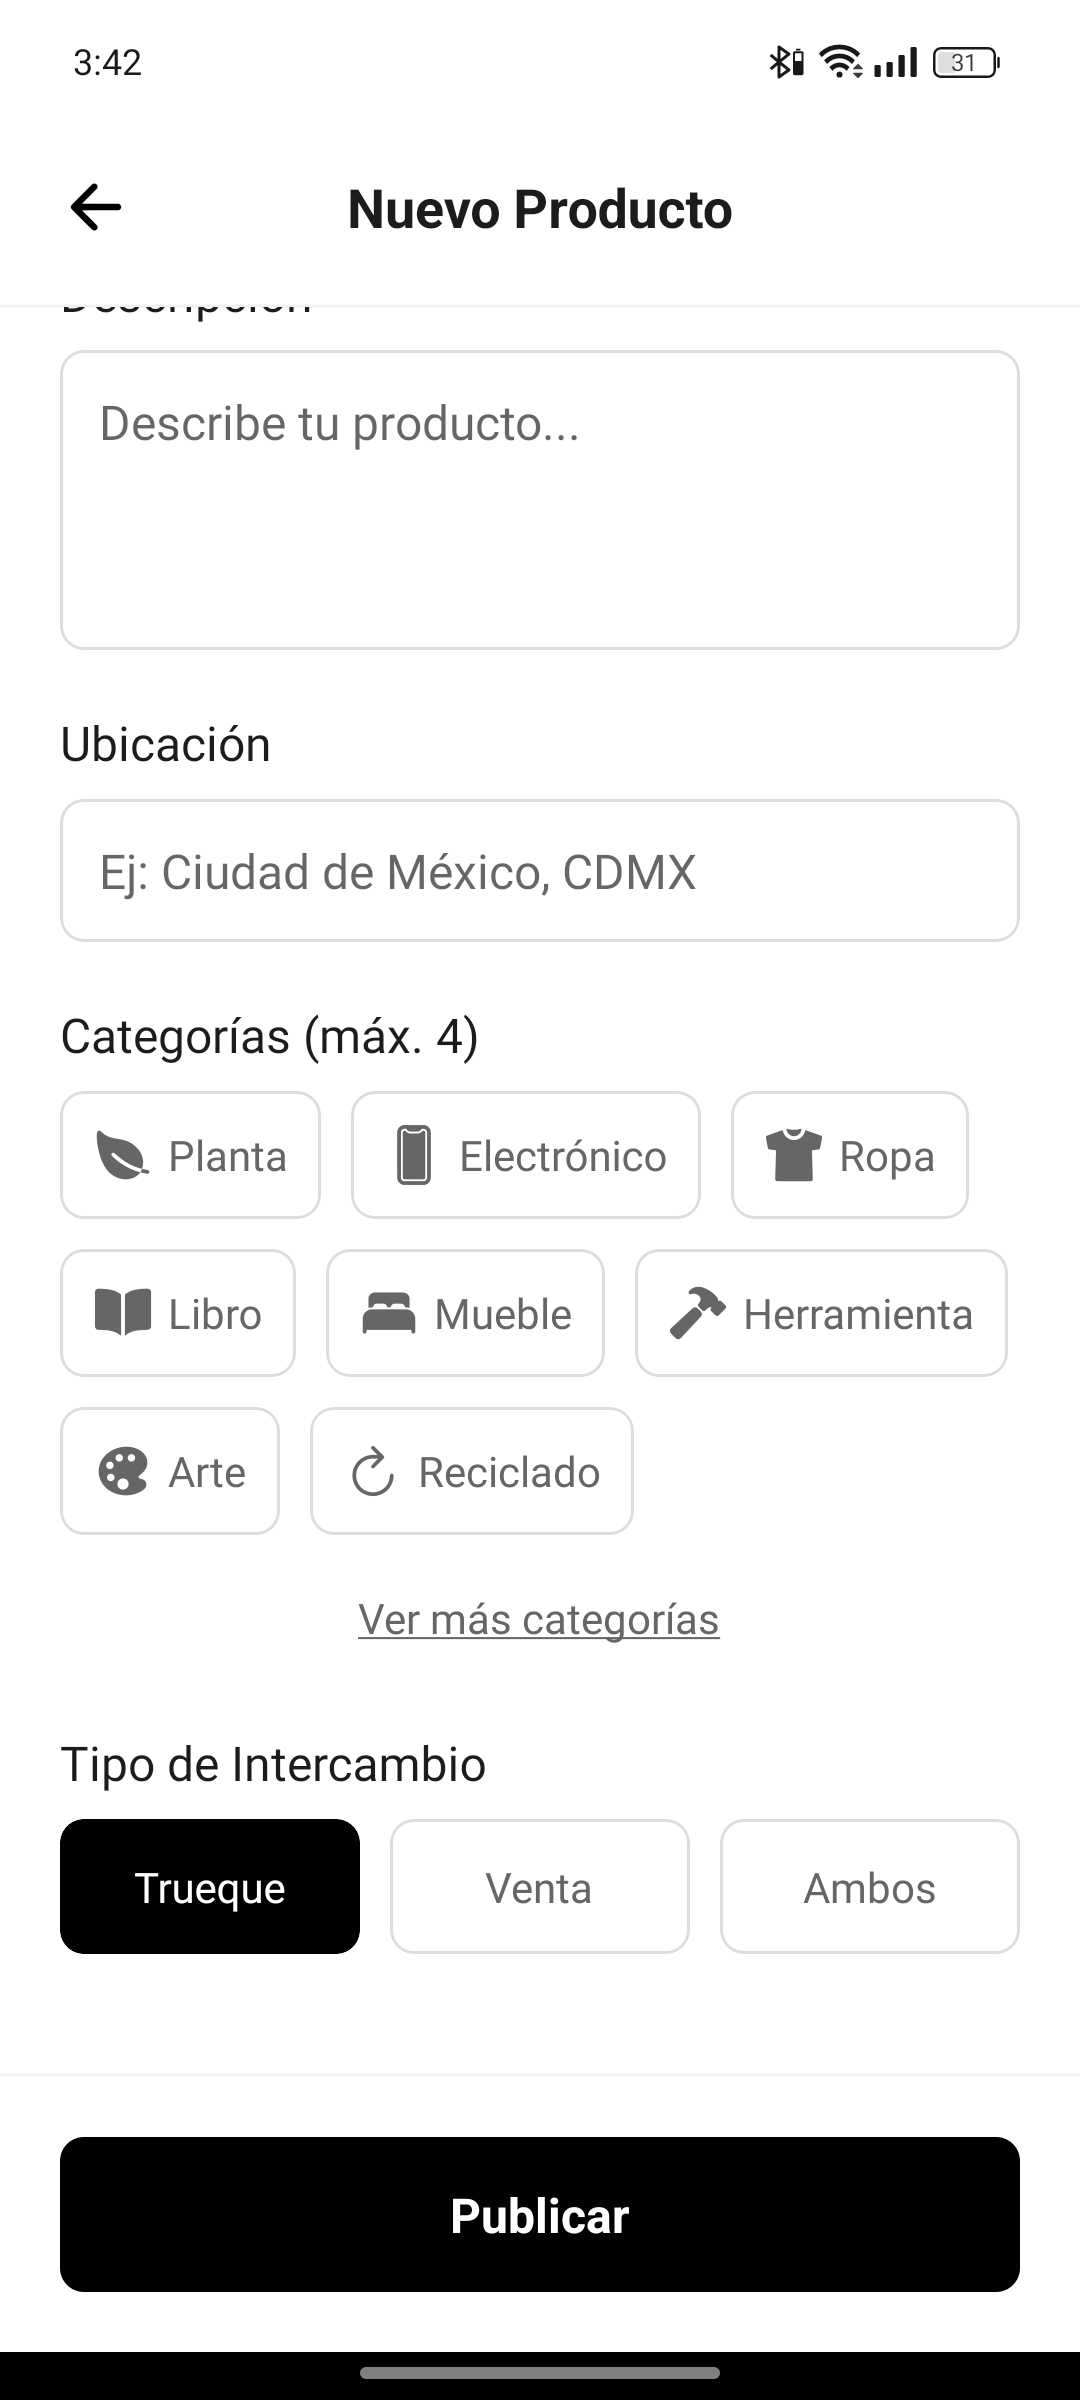 3:42
31
Nuevo Producto
Descripción
Describe tu producto...
Ubicación
Ej: Ciudad de México, CDMX
Categorías (máx. 4)
Planta
Electrónico
Ropa
Libro
Mueble
Herramienta
Arte
Reciclado
Ver más categorías
Tipo de Intercambio
Trueque
Venta
Ambos
Publicar